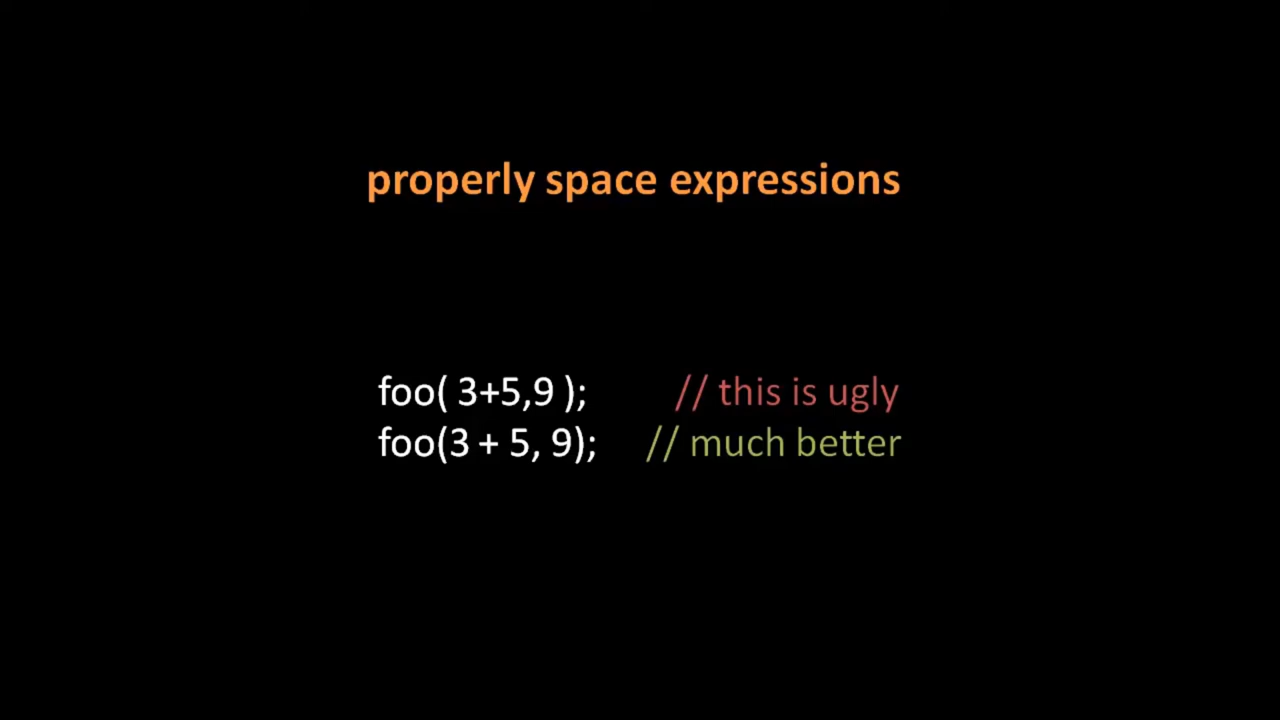 properly space expressions
foo( 3+5,9 ); // this is ugly
foo(3 + 5, 9); // much better